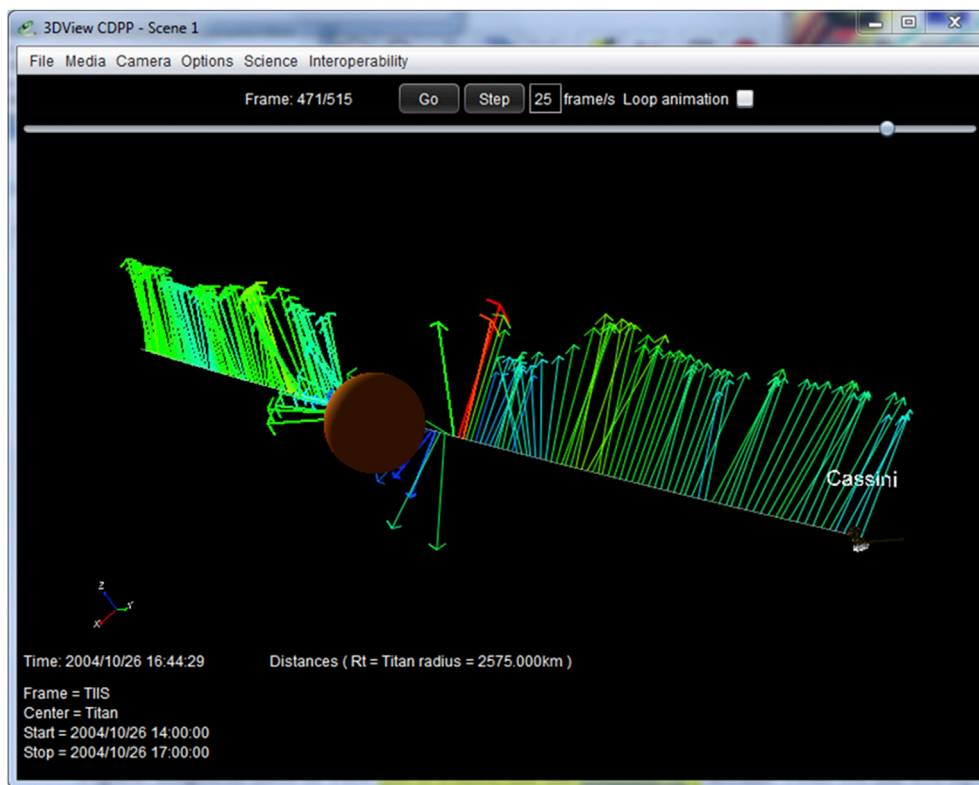 3DView CDPP - Scene 1
File Media Camera Options Science Interoperability
Frame: 471/515 Go Step 25 frame/s Loop animation
Cassini
Z
Y
X
Time: 2004/10/26 16:44:29 Distances ( Rt = Titan radius = 2575.000km )
Frame = TIIS
Center = Titan
Start = 2004/10/26 14:00:00
Stop = 2004/10/26 17:00:00